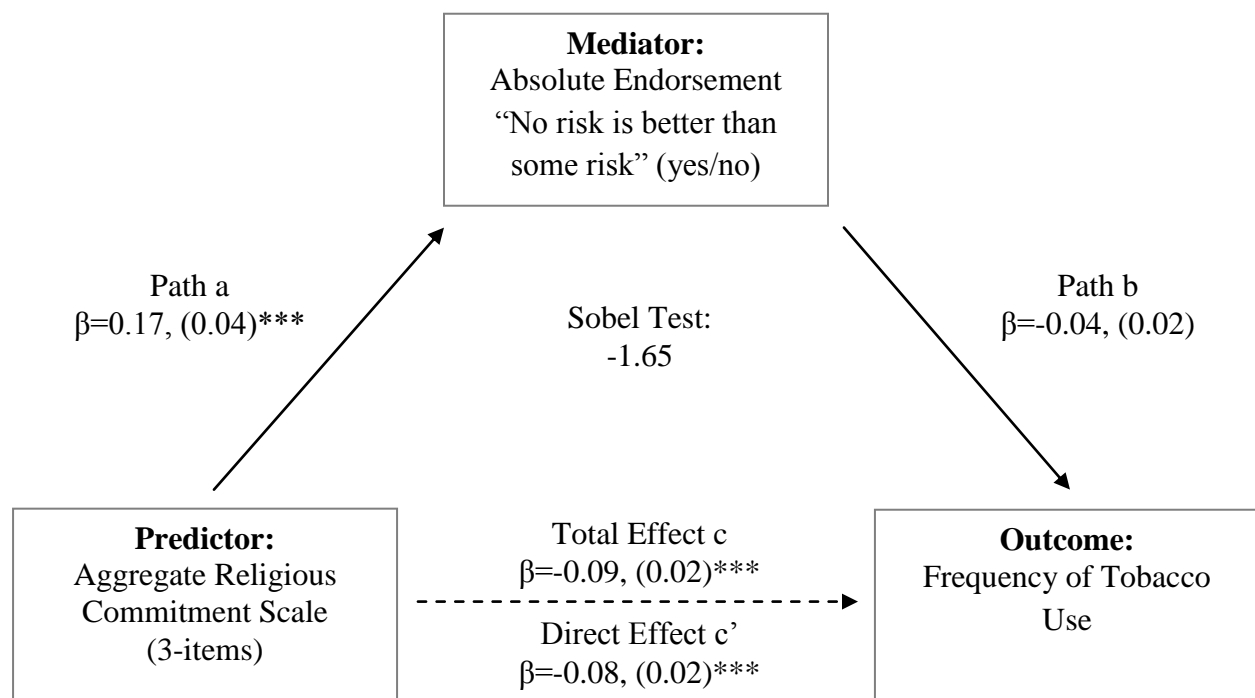 Mediator:
Absolute Endorsement
“No risk is better than
some risk” (yes/no)
Path a
β=0.17, (0.04)***
Sobel Test:
-1.65
Path b
β=-0.04, (0.02)
Predictor:
Aggregate Religious
Commitment Scale
(3-items)
Total Effect c
β=-0.09, (0.02)***
Direct Effect c’
β=-0.08, (0.02)***
Outcome:
Frequency of Tobacco
Use